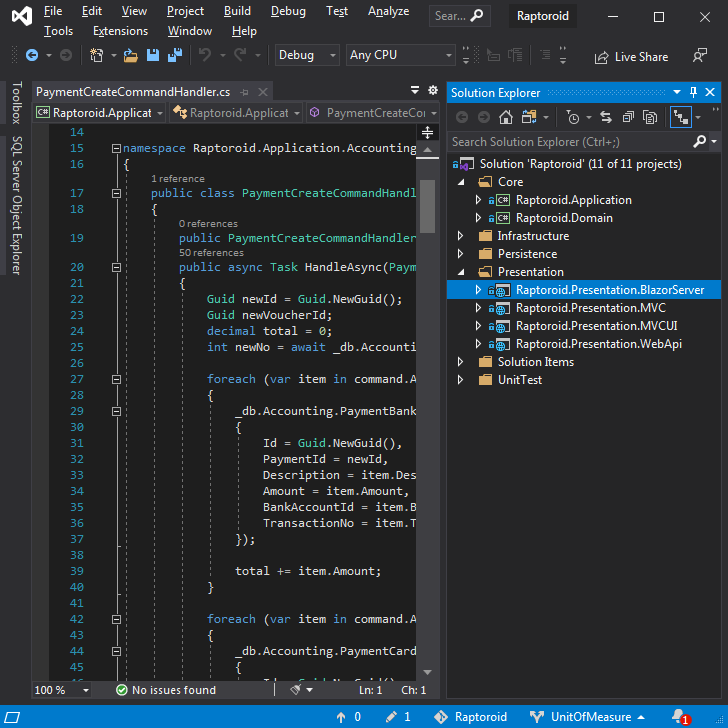 File Edit View Git Project Build Debug Test Analyze Sear... Raptoroid
Tools Extensions Window Help
Debug Any CPU Live Share
Toolbox
SQL Server Object Explorer
PaymentCreateCommandHandler.cs
C# Raptoroid.Applicat Raptoroid.Applicat PaymentCreateCo
14
15 namespace Raptoroid.Application.Accounting
16 {
1 reference
17 public class PaymentCreateCommandHandl
18 {
0 references
19 public PaymentCreateCommandHandler
50 references
20 public async Task HandleAsync(Paym
21 {
22 Guid newId = Guid.NewGuid();
23 Guid newVoucherId;
24 decimal total = 0;
25 int newNo = await _db.Accounti
26
27 foreach (var item in command.A
28 {
29 _db.Accounting.PaymentBank
30 {
31 Id = Guid.NewGuid(),
32 PaymentId = newId,
33 Description = item.Des
34 Amount = item.Amount,
35 BankAccountId = item.B
36 TransactionNo = item.T
37 });
38
39 total += item.Amount;
40 }
41
42 foreach (var item in command.A
43 {
44 _db.Accounting.PaymentCard
45 {
46 Id = Guid.NewGuid()
100 % No issues found Ln: 1 Ch: 1
Solution Explorer
Search Solution Explorer (Ctrl+;)
Solution 'Raptoroid' (11 of 11 projects)
Core
C# Raptoroid.Application
C# Raptoroid.Domain
Infrastructure
Persistence
Presentation
Raptoroid.Presentation.BlazorServer
Raptoroid.Presentation.MVC
Raptoroid.Presentation.MVCUI
Raptoroid.Presentation.WebApi
Solution Items
UnitTest
0 1 Raptoroid UnitOfMeasure 1